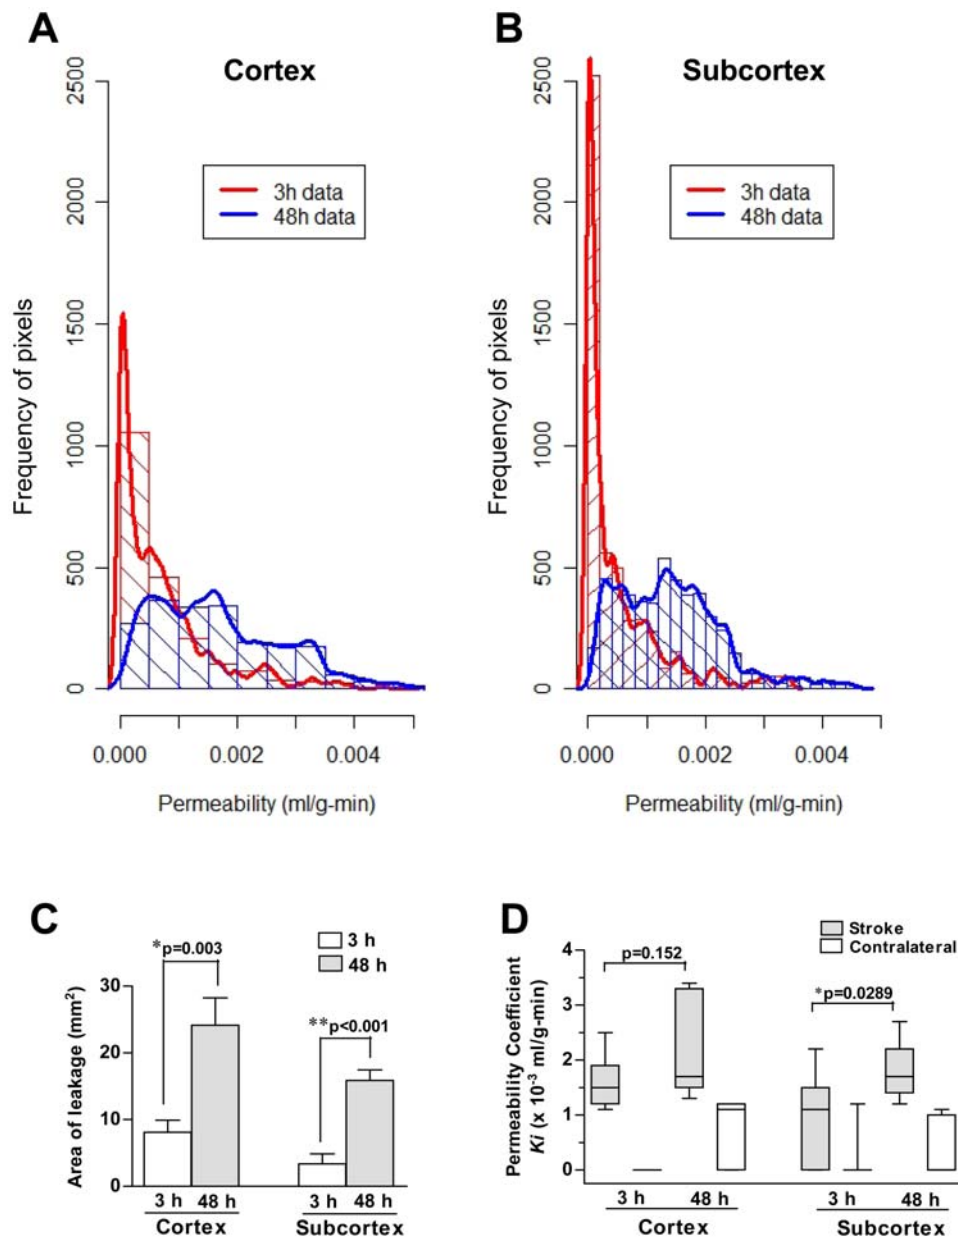 A
Cortex
2500
2000
1500
1000
500
0
Frequency of pixels
3h data
48h data
0.000
0.002
0.004
Permeability (ml/g-min)
B
Subcortex
2500
2000
1500
1000
500
0
Frequency of pixels
3h data
48h data
0.000
0.002
0.004
Permeability (ml/g-min)
C
*p=0.003
3 h
48 h
**p<0.001
30
20
10
0
Area of leakage (mm²)
3 h 48 h 3 h 48 h
Cortex Subcortex
D
Stroke
Contralateral
p=0.152
*p=0.0289
4
3
2
1
0
Permeability Coefficient
Ki (x 10⁻³ ml/g-min)
3 h 48 h 3 h 48 h
Cortex Subcortex